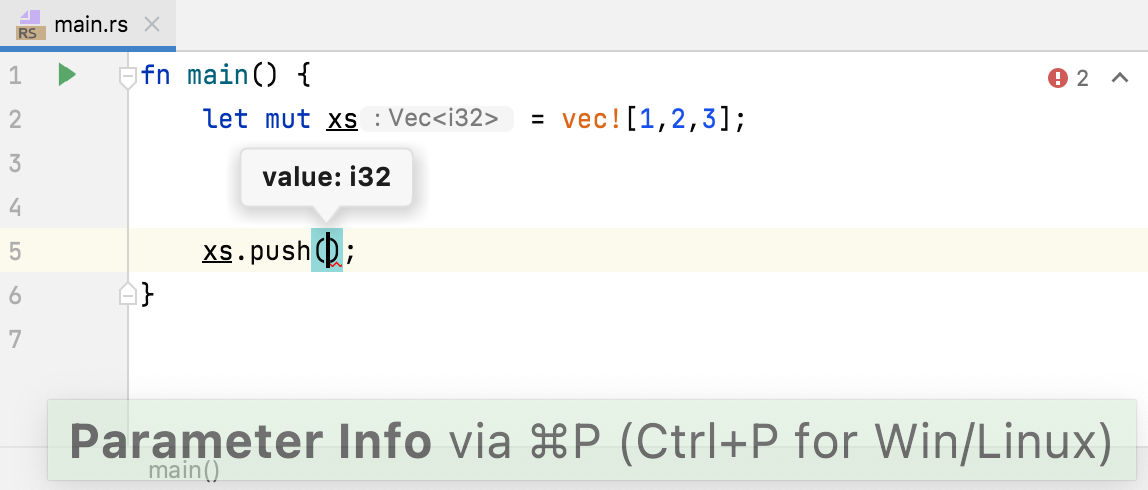 RS main.rs
1 fn main() { 2
2 let mut xs : Vec<i32> = vec![1,2,3];
3 value: i32
4
5 xs.push();
6 }
7
Parameter Info via ⌘P (Ctrl+P for Win/Linux)
main()